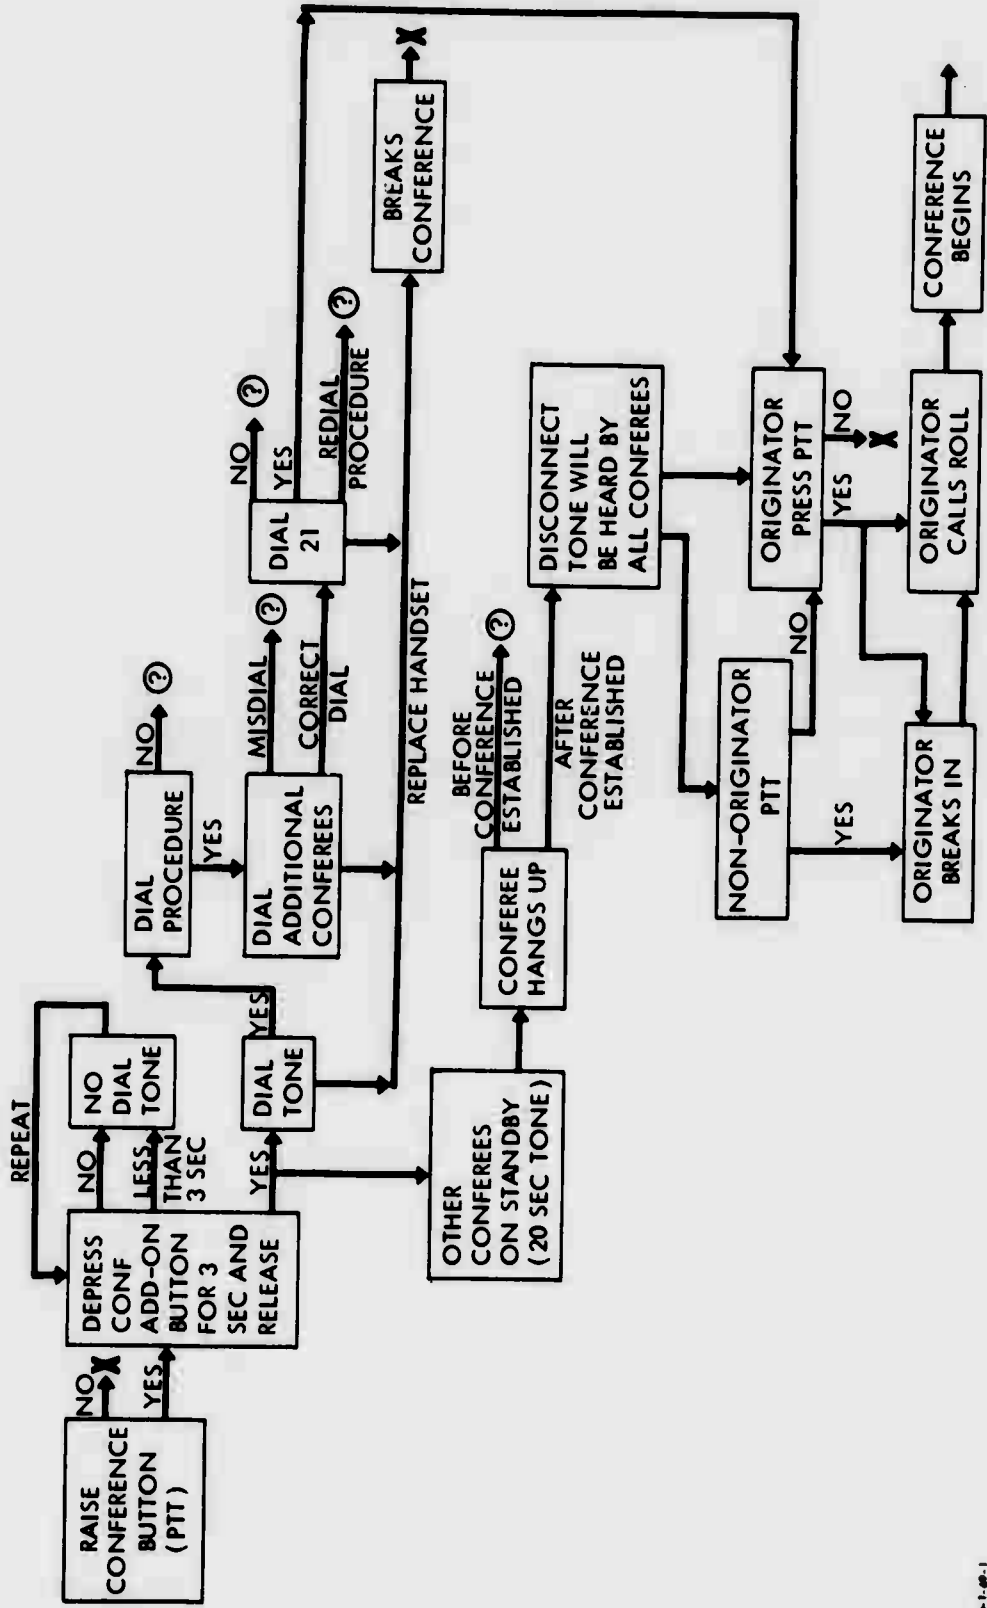 RAISE
CONFERENCE
BUTTON
(PTT)
NO
YES
DEPRESS
CONF
ADD-ON
BUTTON
FOR 3
SEC AND
RELEASE
REPEAT
NO
LESS
THAN
3 SEC
YES
NO
DIAL
TONE
DIAL
TONE
YES
DIAL
PROCEDURE
NO
?
YES
DIAL
ADDITIONAL
CONFEREES
MISDIAL
?
CORRECT
DIAL
DIAL
21
NO
?
YES
REDIAL
PROCEDURE
?
REPLACE HANDSET
BREAKS
CONFERENCE
OTHER
CONFEREES
ON STANDBY
(20 SEC TONE)
CONFEREE
HANGS UP
BEFORE
CONFERENCE
ESTABLISHED
?
AFTER
CONFERENCE
ESTABLISHED
DISCONNECT
TONE WILL
BE HEARD BY
ALL CONFEREES
NON-ORIGINATOR
PTT
NO
YES
ORIGINATOR
PRESS PTT
NO
YES
ORIGINATOR
BREAKS IN
ORIGINATOR
CALLS ROLL
CONFERENCE
BEGINS